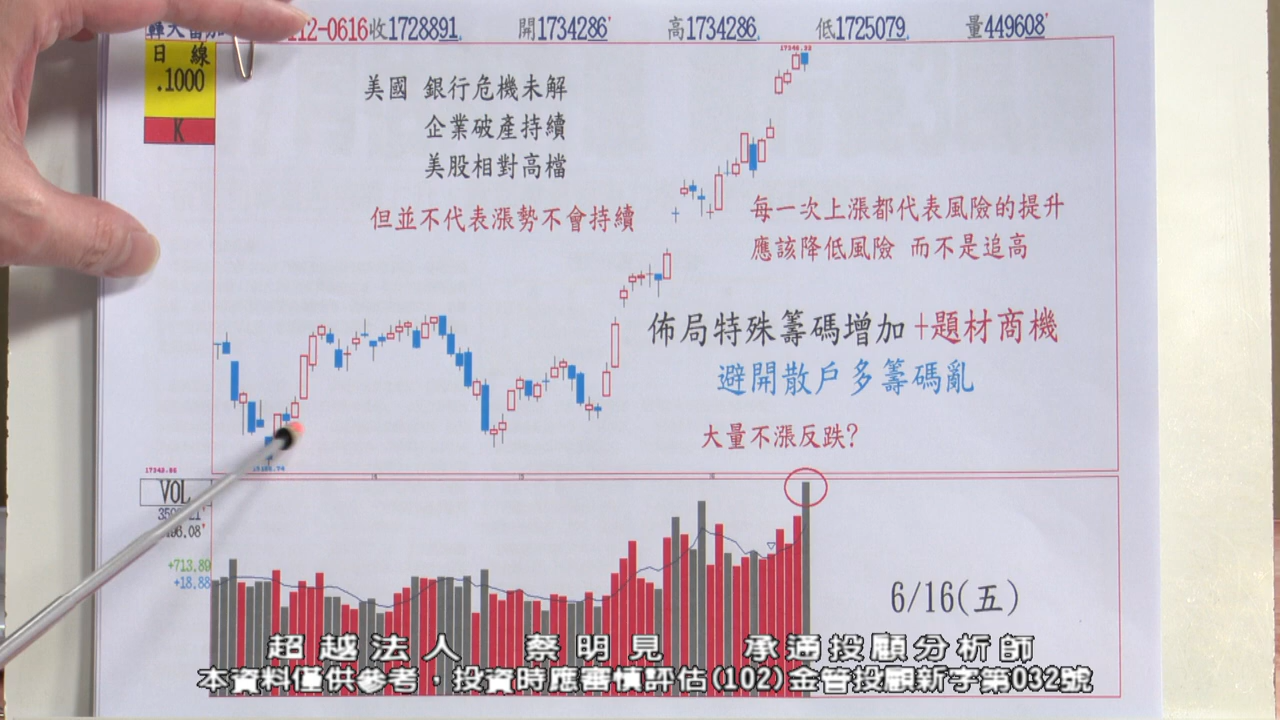 112-0616收1728891 開1734286 高1734286 低1725079 量449608
日 線
.1000
K
17346.32
美國 銀行危機未解
企業破產持續
美股相對高檔
但並不代表漲勢不會持續
每一次上漲都代表風險的提升
應該降低風險 而不是追高
佈局特殊籌碼增加+題材商機
避開散戶多籌碼亂
大量不漲反跌?
VOL
+713.89
+18.88
6/16(五)
超越法人 蔡明見 承通投顧分析師
本資料僅供參考,投資時應審慎評估(102)金管投顧新字第032號